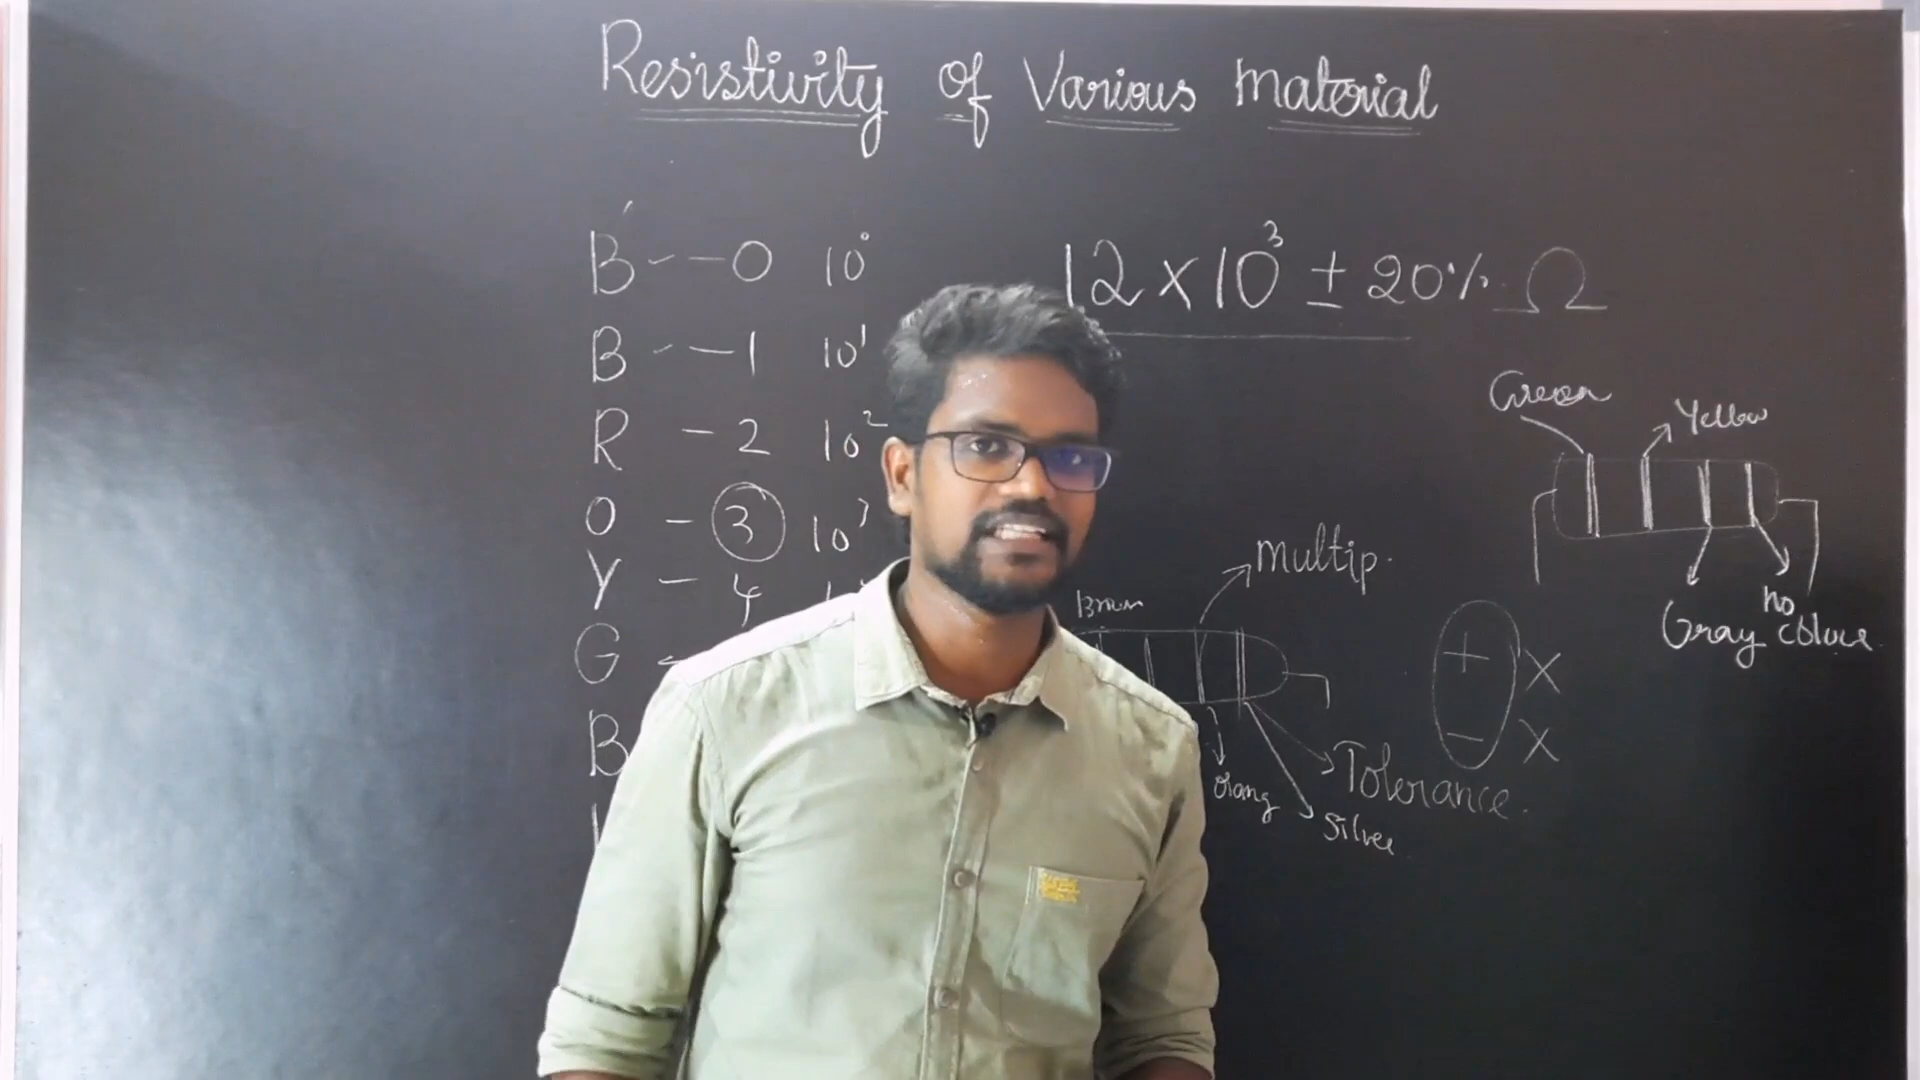 Resistivity of Various Material
B - - 0 10⁰
B - - 1 10¹
R - 2 10²
O - 3 10³
Y - 4
G
B
12 x 10³ ± 20% Ω
Green
Yellow
Gray
no
colour
Multip.
Brown
Orang
Silver
Tolerance.
+ X
- X